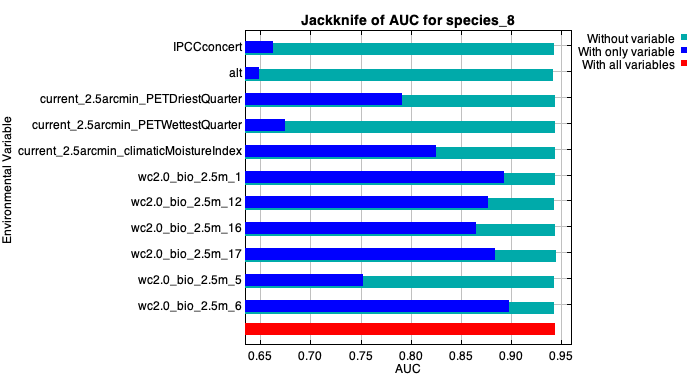 Jackknife of AUC for species_8
Without variable
With only variable
With all variables
Environmental Variable
IPCCconcert
alt
current_2.5arcmin_PETDriestQuarter
current_2.5arcmin_PETWettestQuarter
current_2.5arcmin_climaticMoistureIndex
wc2.0_bio_2.5m_1
wc2.0_bio_2.5m_12
wc2.0_bio_2.5m_16
wc2.0_bio_2.5m_17
wc2.0_bio_2.5m_5
wc2.0_bio_2.5m_6
0.65 0.70 0.75 0.80 0.85 0.90 0.95
AUC